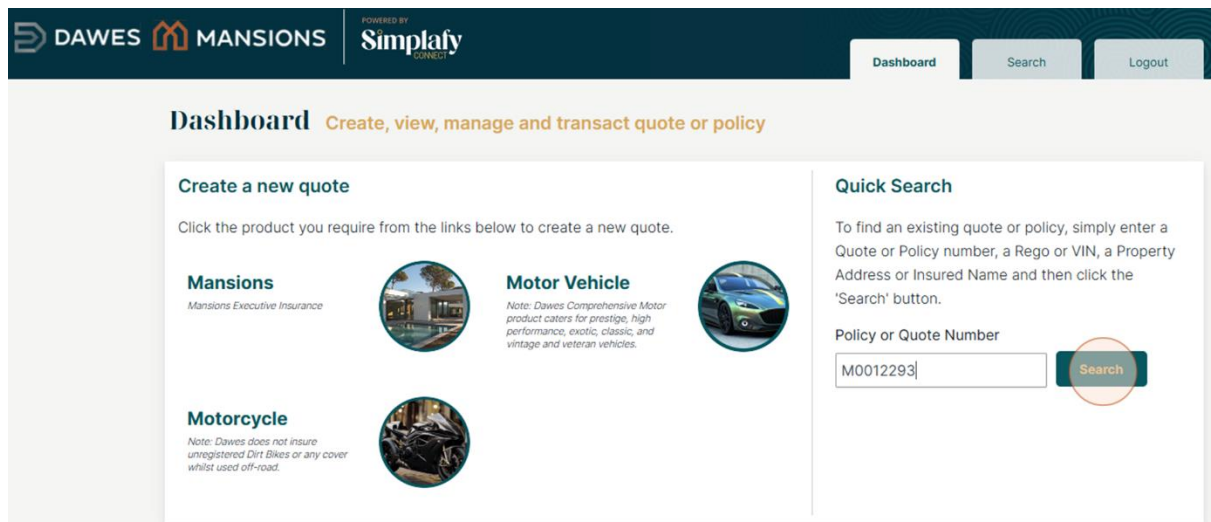 DAWES MANSIONS
POWERED BY
Simplafy
CONNECT
Dashboard
Search
Logout
Dashboard Create, view, manage and transact quote or policy
Create a new quote
Click the product you require from the links below to create a new quote.
Mansions
Mansions Executive Insurance
Motor Vehicle
Note: Dawes Comprehensive Motor
product caters for prestige, high
performance, exotic, classic, and
vintage and veteran vehicles.
Motorcycle
Note: Dawes does not insure
unregistered Dirt Bikes or any cover
whilst used off-road.
Quick Search
To find an existing quote or policy, simply enter a
Quote or Policy number, a Rego or VIN, a Property
Address or Insured Name and then click the
'Search' button.
Policy or Quote Number
M0012293
Search